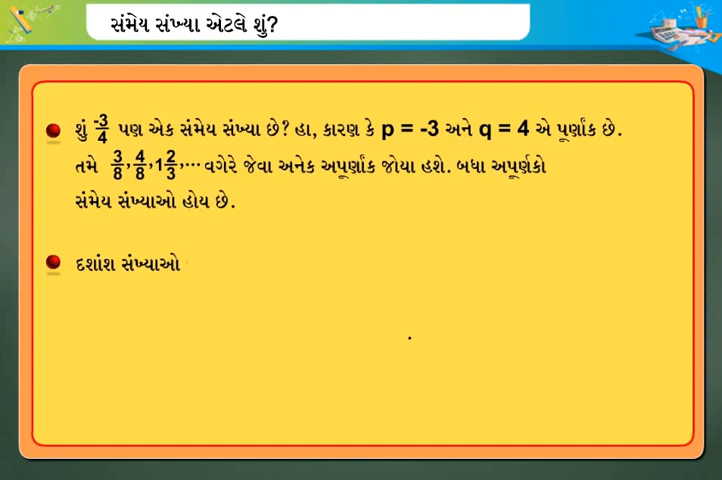 સંમેય સંખ્યા એટલે શું?
શું -3/4 પણ એક સંમેય સંખ્યા છે? હા, કારણ કે p = -3 અને q = 4 એ પૂર્ણાંક છે.
તમે 3/8, 4/8, 1 2/3,... વગેરે જેવા અનેક અપૂર્ણાંક જોયા હશે. બધા અપૂર્ણકો
સંમેય સંખ્યાઓ હોય છે.
દશાંશ સંખ્યાઓ